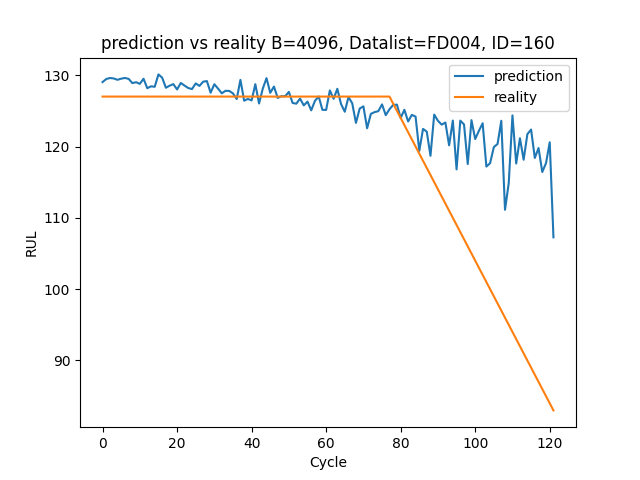 prediction vs reality B=4096, Datalist=FD004, ID=160
prediction
reality
130
120
110
100
90
RUL
0 20 40 60 80 100 120
Cycle